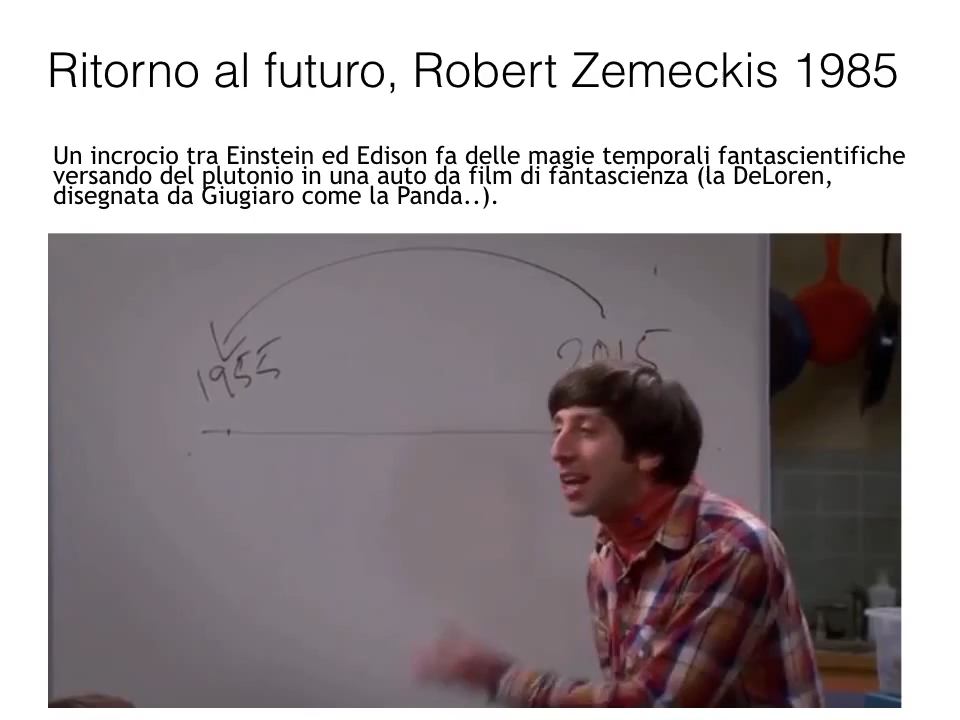 Ritorno al futuro, Robert Zemeckis 1985
Un incrocio tra Einstein ed Edison fa delle magie temporali fantascientifiche
versando del plutonio in una auto da film di fantascienza (la DeLoren,
disegnata da Giugiaro come la Panda..).
1955
2015